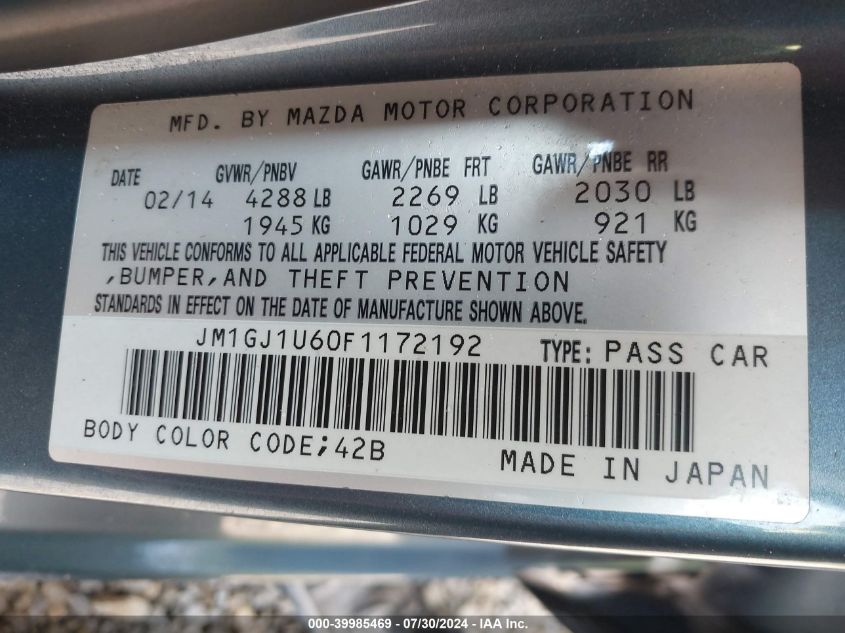 MFD. BY MAZDA MOTOR CORPORATION
DATE GVWR/PNBV GAWR/PNBE FRT GAWR/PNBE RR
02/14 4288 LB 2269 LB 2030 LB
1945 KG 1029 KG 921 KG
THIS VEHICLE CONFORMS TO ALL APPLICABLE FEDERAL MOTOR VEHICLE SAFETY
,BUMPER,AND THEFT PREVENTION
STANDARDS IN EFFECT ON THE DATE OF MANUFACTURE SHOWN ABOVE.
JM1GJ1U60F1172192 TYPE: PASS CAR
BODY COLOR CODE;42B
MADE IN JAPAN
000-39985469 - 07/30/2024 - IAA Inc.